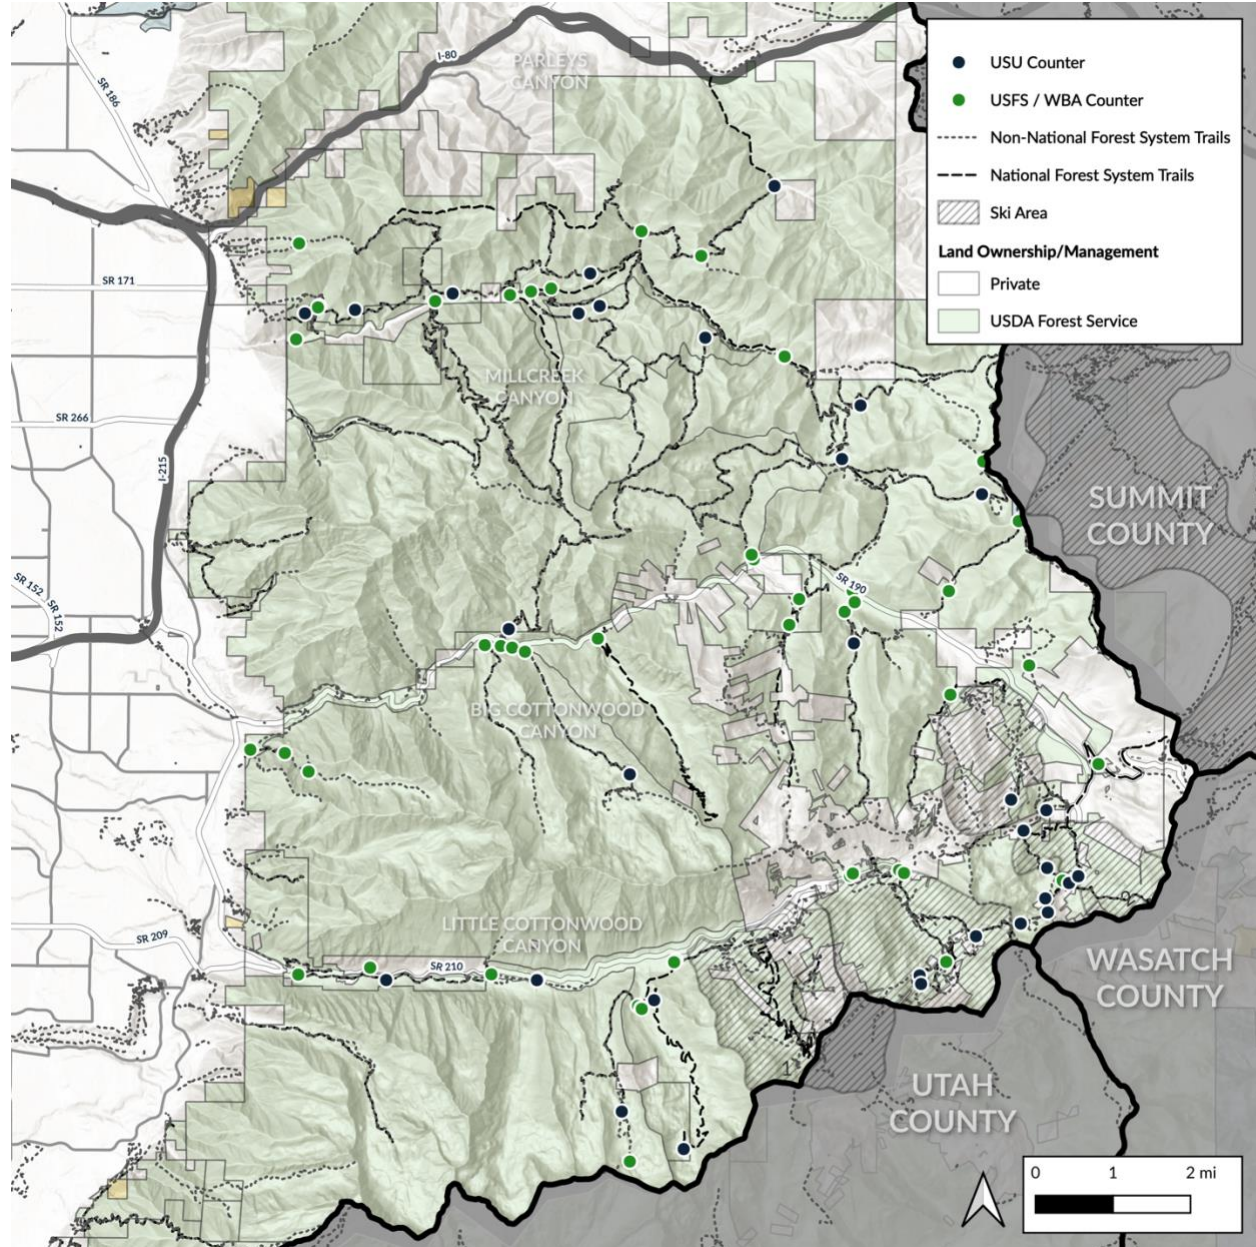 I-80
PARLEYS
CANYON
SR 186
USU Counter
USFS / WBA Counter
Non-National Forest System Trails
National Forest System Trails
Ski Area
Land Ownership/Management
Private
USDA Forest Service
SR 171
MILLCREEK
CANYON
SR 266
I-215
SUMMIT
COUNTY
SR 152
SR 152
SR 190
BIG COTTONWOOD
CANYON
LITTLE COTTONWOOD
CANYON
SR 209
SR 210
WASATCH
COUNTY
UTAH
COUNTY
0 1 2 mi